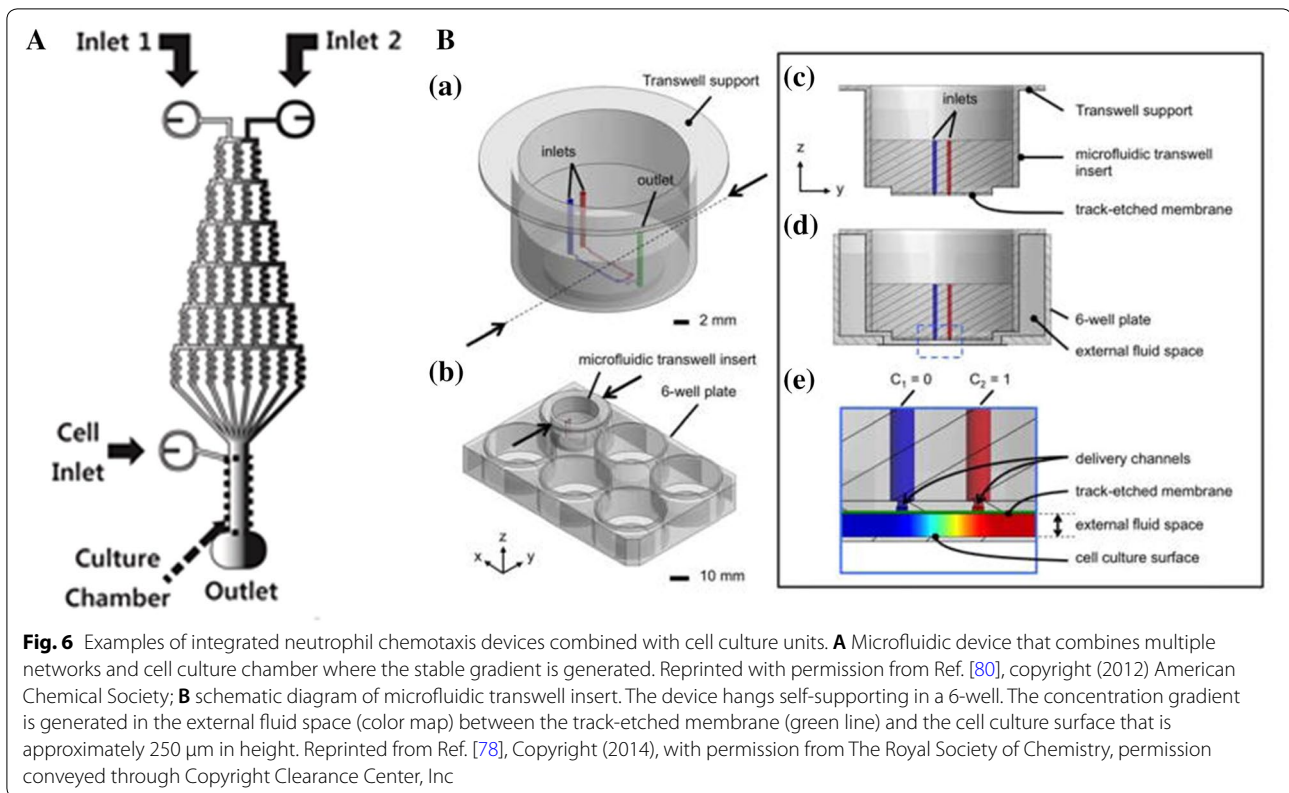 A
Inlet 1
Inlet 2
Cell
Inlet
Culture
Chamber
Outlet
B
(a)
Transwell support
inlets
outlet
2 mm
(b)
microfluidic transwell insert
6-well plate
z
x
y
10 mm
(c)
inlets
Transwell support
z
y
microfluidic transwell
insert
track-etched membrane
(d)
6-well plate
external fluid space
(e)
C₁ = 0
C₂ = 1
delivery channels
track-etched membrane
external fluid space
cell culture surface
Fig. 6 Examples of integrated neutrophil chemotaxis devices combined with cell culture units. A Microfluidic device that combines multiple
networks and cell culture chamber where the stable gradient is generated. Reprinted with permission from Ref. [80], copyright (2012) American
Chemical Society; B schematic diagram of microfluidic transwell insert. The device hangs self-supporting in a 6-well. The concentration gradient
is generated in the external fluid space (color map) between the track-etched membrane (green line) and the cell culture surface that is
approximately 250 µm in height. Reprinted from Ref. [78], Copyright (2014), with permission from The Royal Society of Chemistry, permission
conveyed through Copyright Clearance Center, Inc